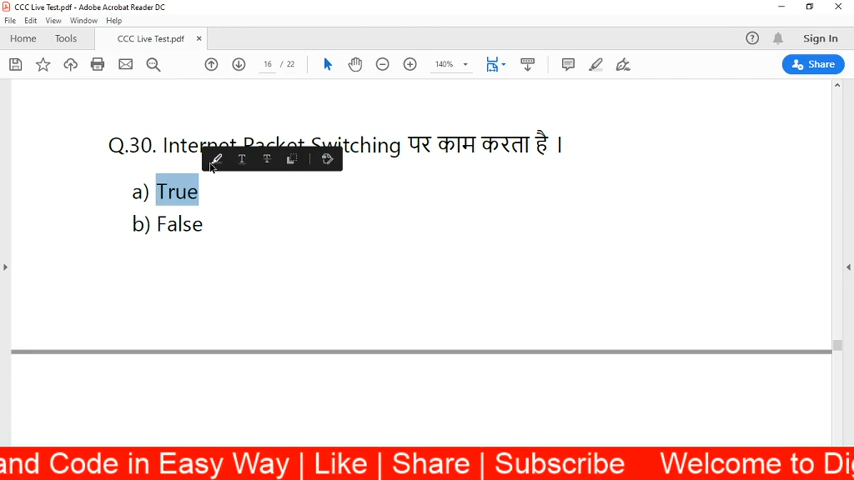 CCC Live Test.pdf - Adobe Acrobat Reader DC
File Edit View Window Help
Home Tools CCC Live Test.pdf × Sign In
16 / 22 140% Share
Q.30. Internet Packet Switching पर काम करता है ।
a) True
b) False
and Code in Easy Way | Like | Share | Subscribe Welcome to Di